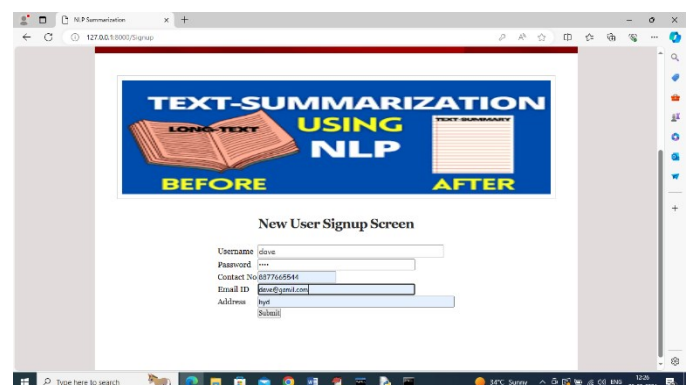 NLP Summarization
127.0.0.1:8000/Signup
TEXT-SUMMARIZATION
LONG-TEXT
USING
TEXT-SUMMARY
NLP
BEFORE
AFTER
New User Signup Screen
Username dave
Password ····
Contact No 8877665544
Email ID dave@gamil.com
Address hyd
Submit
Type here to search
34°C Sunny
ENG
12:26